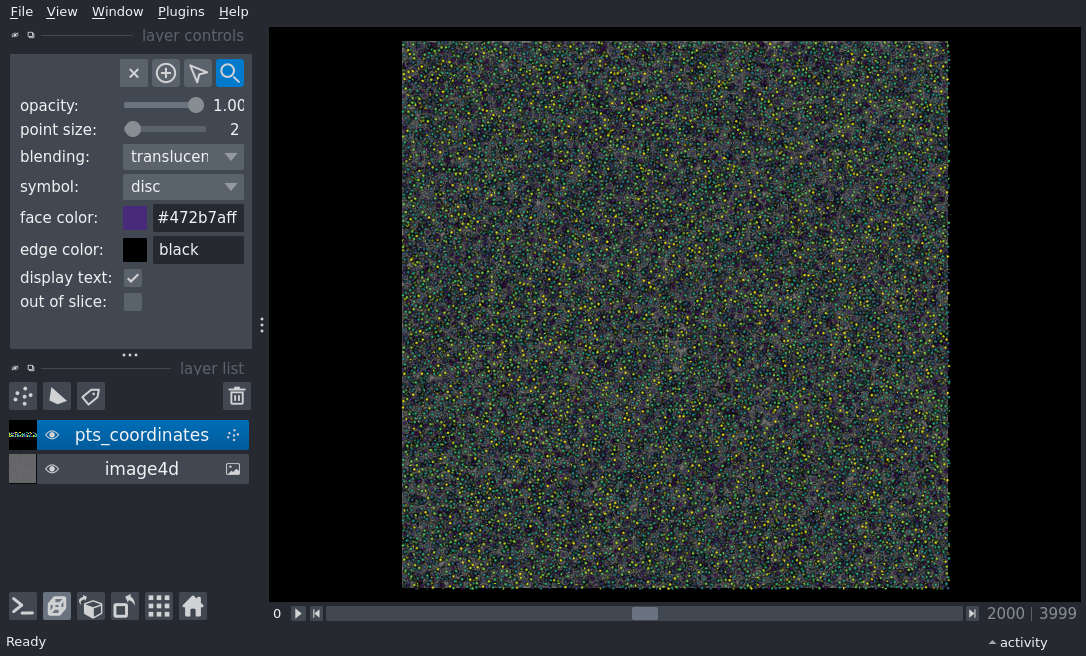 File View Window Plugins Help
layer controls
opacity: 1.00
point size: 2
blending: translucen
symbol: disc
face color: #472b7aff
edge color: black
display text:
out of slice:
layer list
pts_coordinates
image4d
0 2000 | 3999
Ready activity